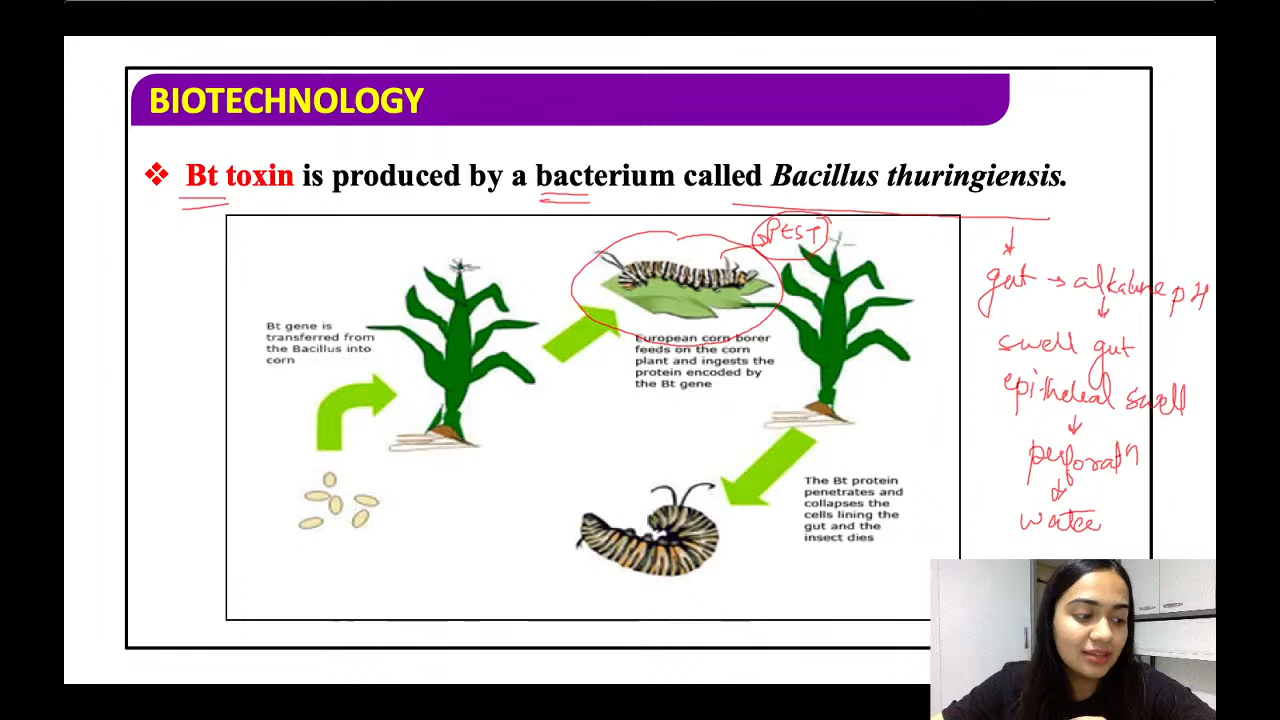 BIOTECHNOLOGY
❖ Bt toxin is produced by a bacterium called Bacillus thuringiensis.
PEST
Bt gene is
transferred from
the Bacillus into
corn
European corn borer
feeds on the corn
plant and ingests the
protein encoded by
the Bt gene
The Bt protein
penetrates and
collapses the
cells lining the
gut and the
insect dies
gut → alkaline pH
↓
swell gut
epithelial swell
↓
perforatn
↓
water